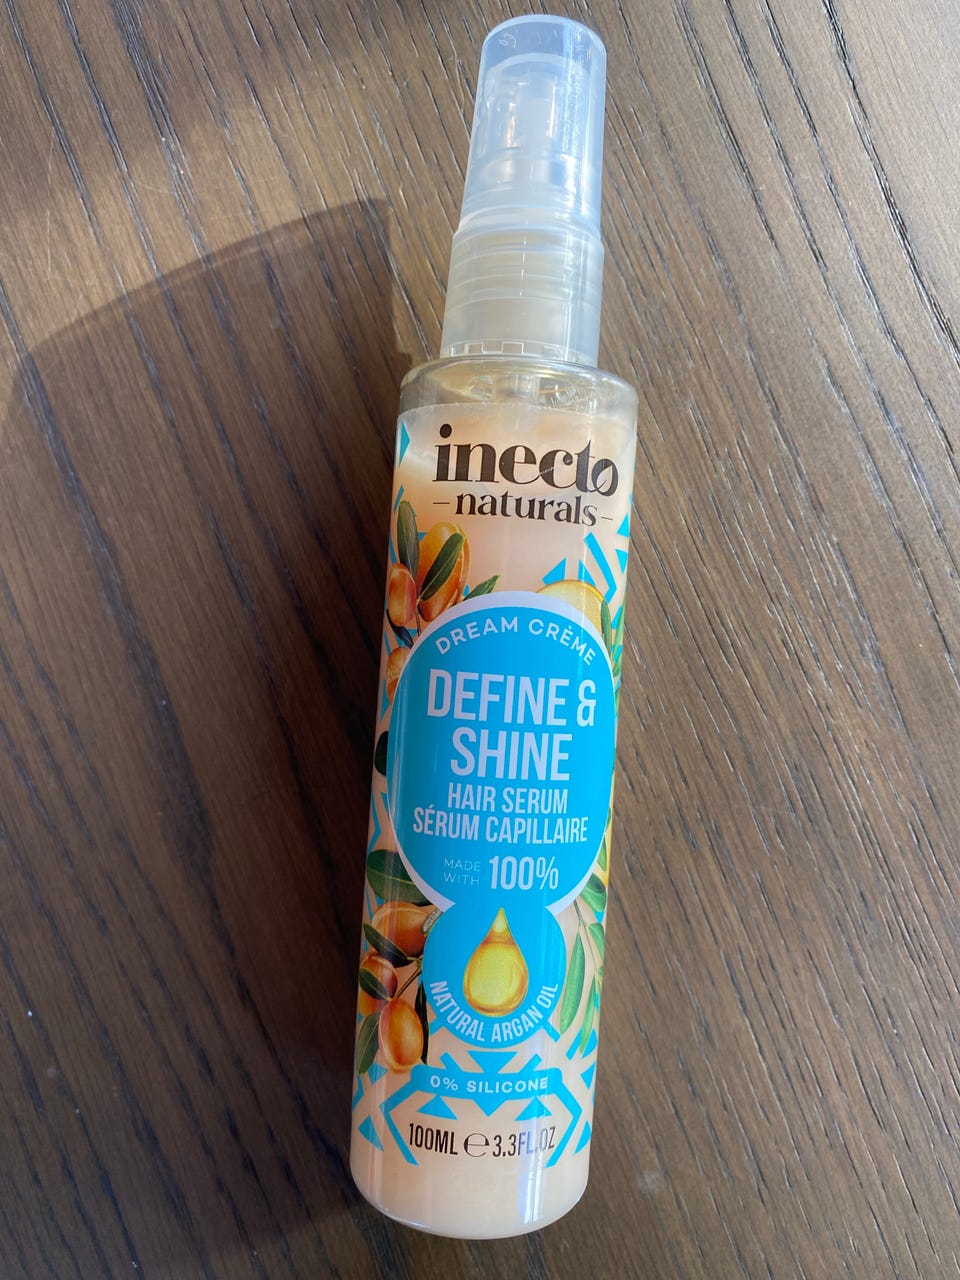 inecto
naturals
DREAM CRÈME
DEFINE &
SHINE
HAIR SERUM
SÉRUM CAPILLAIRE
MADE
WITH 100%
NATURAL ARGAN OIL
0% SILICONE
100ML ℮ 3.3FL.OZ